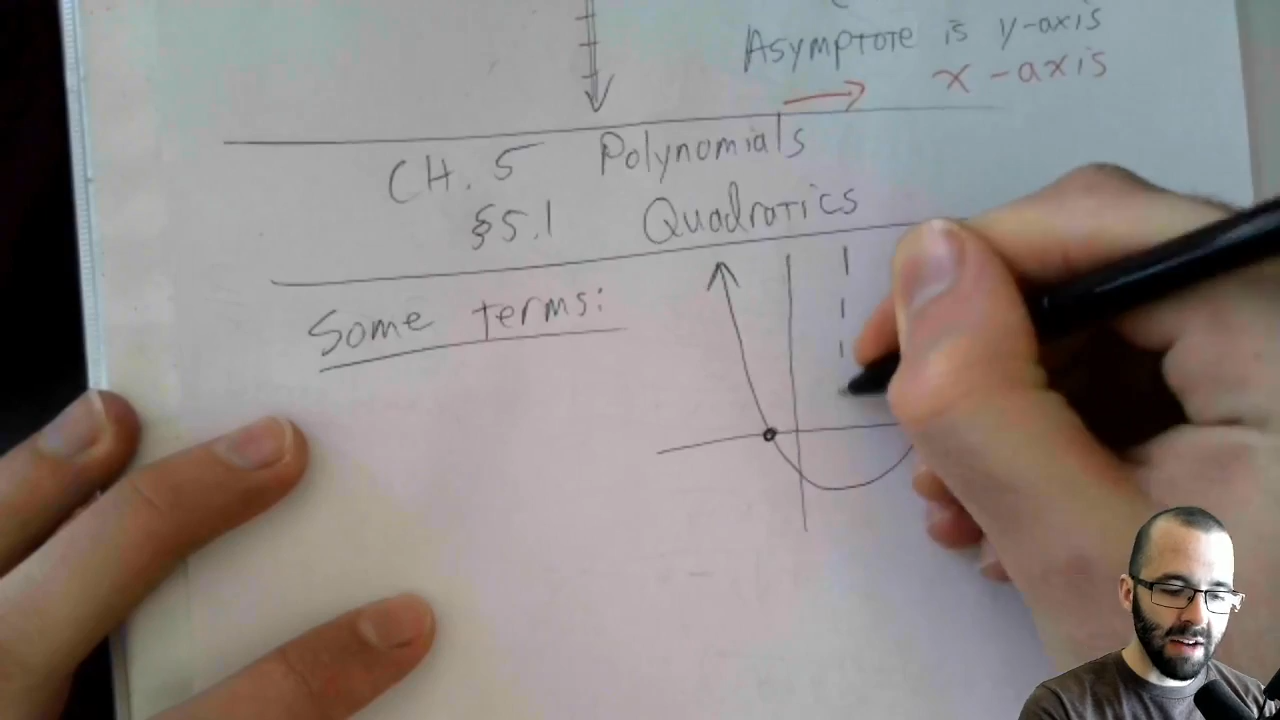 Asymptote is y-axis
x-axis
CH. 5 Polynomials
§5.1 Quadratics
Some terms: